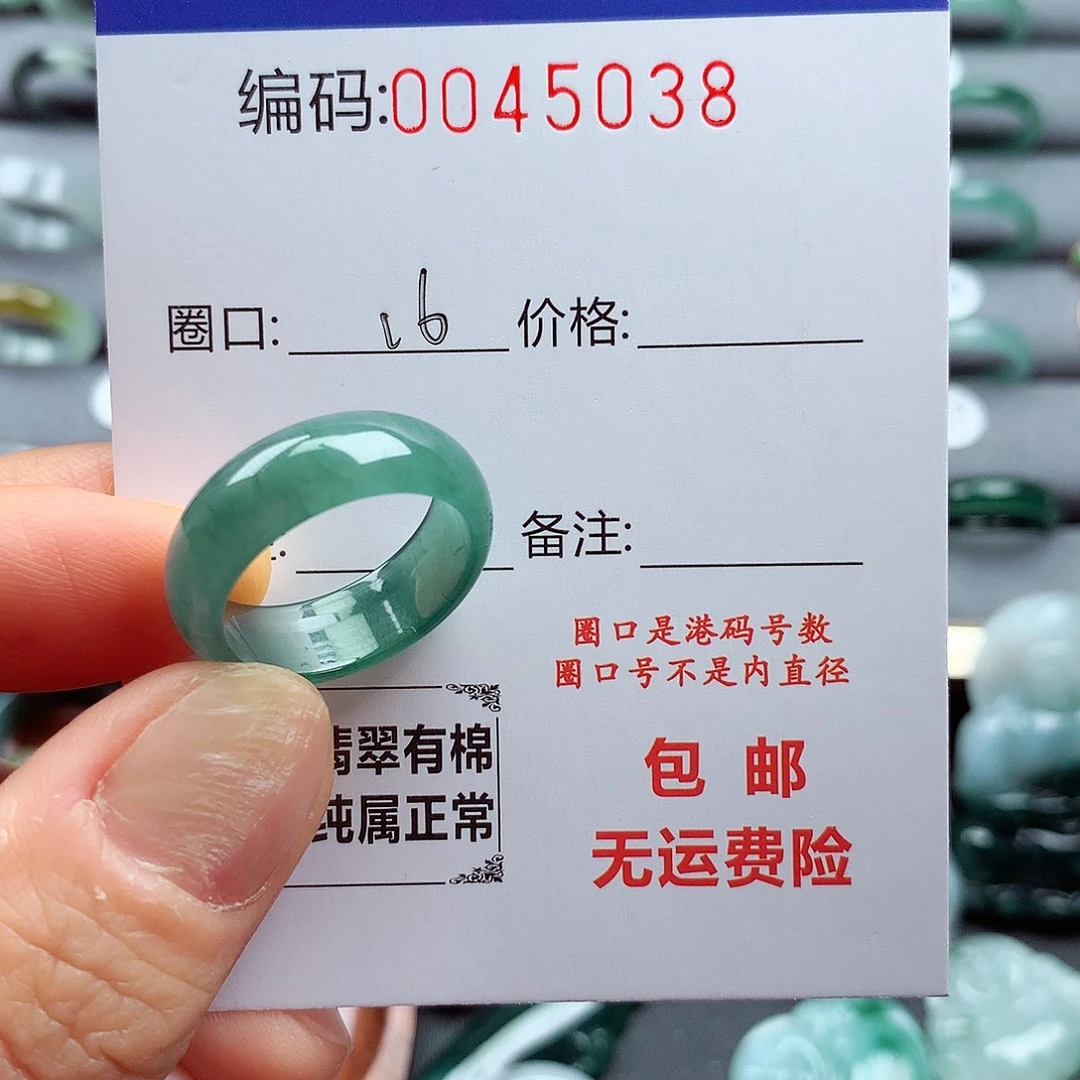 编码:0045038
圈口: 16 价格:
备注:
圈口是港码号数
圈口号不是内直径
翡翠有棉
纯属正常
包 邮
无运费险